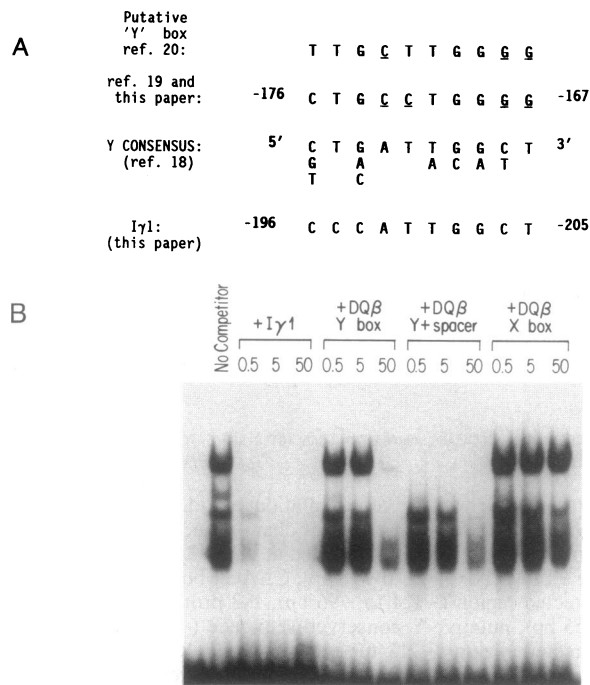 A
Putative
'Y' box
ref. 20:
T T G C T T G G G G
ref. 19 and
this paper:
-176 C T G C C T G G G G -167
Y CONSENSUS:
(ref. 18)
5' C T G A T T G G C T 3'
G A A C A T
T C
Iγ1:
(this paper)
-196 C C C A T T G G C T -205
B
No Competitor
+Iγ1
0.5 5 50
+DQβ
Y box
0.5 5 50
+DQβ
Y+spacer
0.5 5 50
+DQβ
X box
0.5 5 50